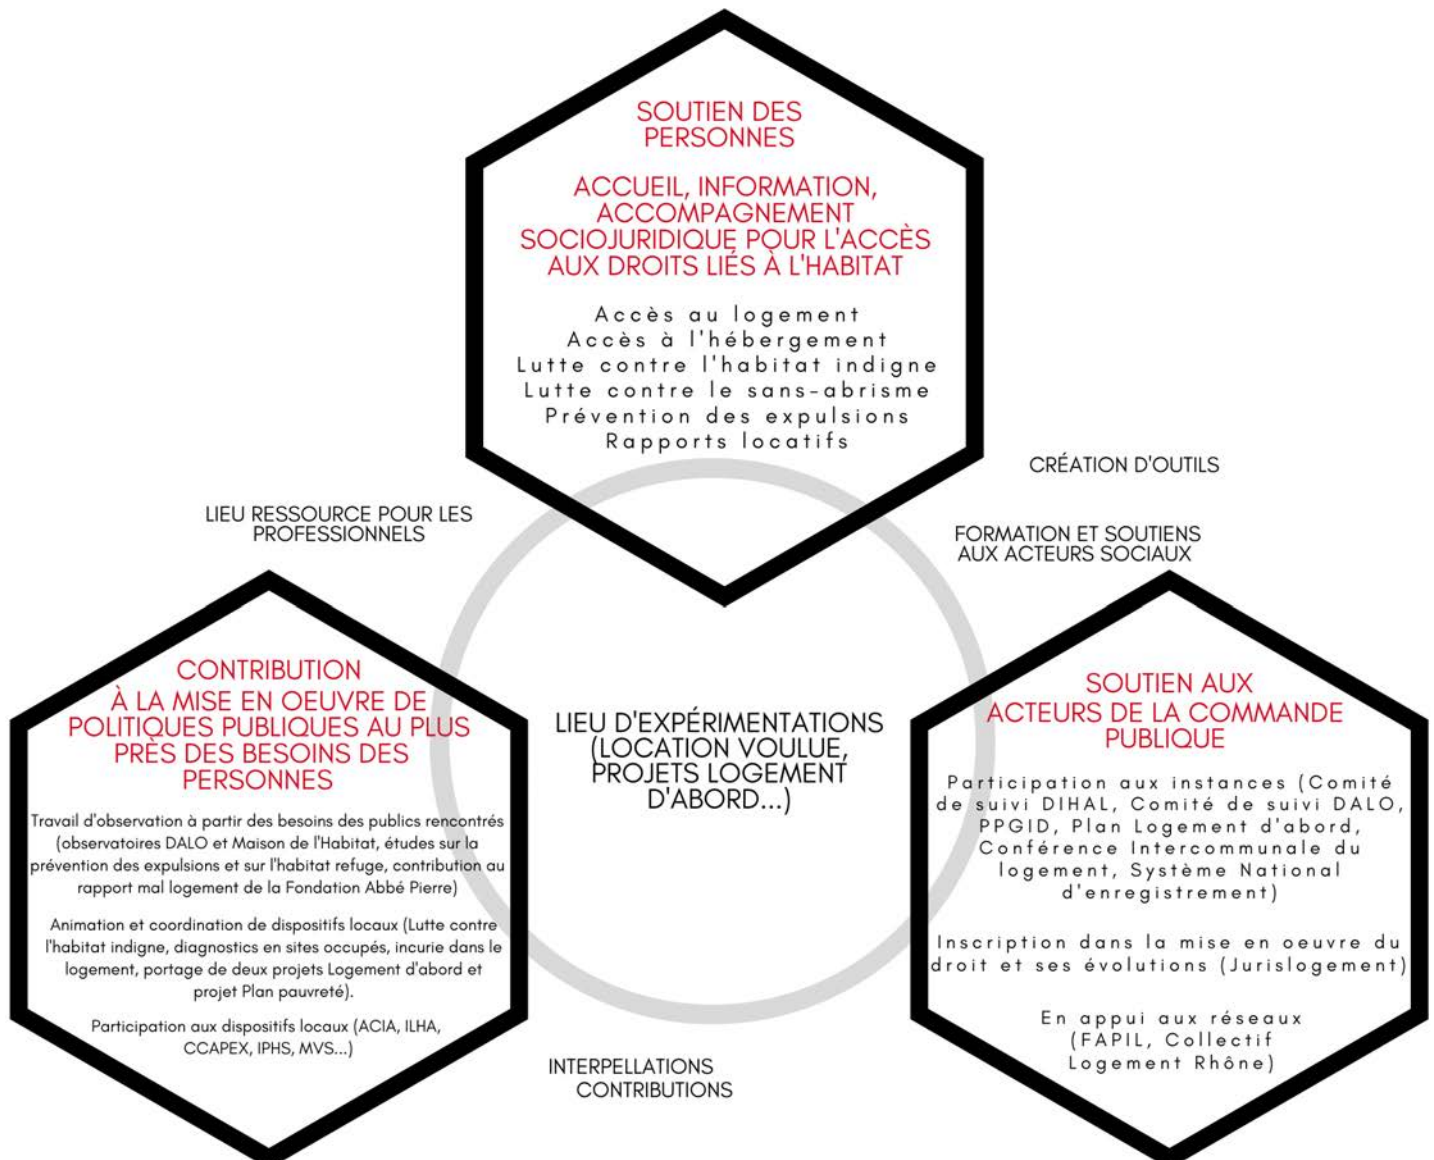 SOUTIEN DES
PERSONNES
ACCUEIL, INFORMATION,
ACCOMPAGNEMENT
SOCIOJURIDIQUE POUR L'ACCÈS
AUX DROITS LIÉS À L'HABITAT
Accès au logement
Accès à l'hébergement
Lutte contre l'habitat indigne
Lutte contre le sans-abrisme
Prévention des expulsions
Rapports locatifs
CRÉATION D'OUTILS
LIEU RESSOURCE POUR LES
PROFESSIONNELS
FORMATION ET SOUTIENS
AUX ACTEURS SOCIAUX
CONTRIBUTION
À LA MISE EN OEUVRE DE
POLITIQUES PUBLIQUES AU PLUS
PRÈS DES BESOINS DES
PERSONNES
Travail d'observation à partir des besoins des publics rencontrés
(observatoires DALO et Maison de l'Habitat, études sur la
prévention des expulsions et sur l'habitat refuge, contribution au
rapport mal logement de la Fondation Abbé Pierre)
Animation et coordination de dispositifs locaux (Lutte contre
l'habitat indigne, diagnostics en sites occupés, incurie dans le
logement, portage de deux projets Logement d'abord et
projet Plan pauvreté).
Participation aux dispositifs locaux (ACIA, ILHA,
CCAPEX, IPHS, MVS...)
LIEU D'EXPÉRIMENTATIONS
(LOCATION VOULUE,
PROJETS LOGEMENT
D'ABORD...)
SOUTIEN AUX
ACTEURS DE LA COMMANDE
PUBLIQUE
Participation aux instances (Comité
de suivi DIHAL, Comité de suivi DALO,
PPGID, Plan Logement d'abord,
Conférence Intercommunale du
logement, Système National
d'enregistrement)
Inscription dans la mise en oeuvre du
droit et ses évolutions (Jurislogement)
En appui aux réseaux
(FAPIL, Collectif
Logement Rhône)
INTERPELLATIONS
CONTRIBUTIONS